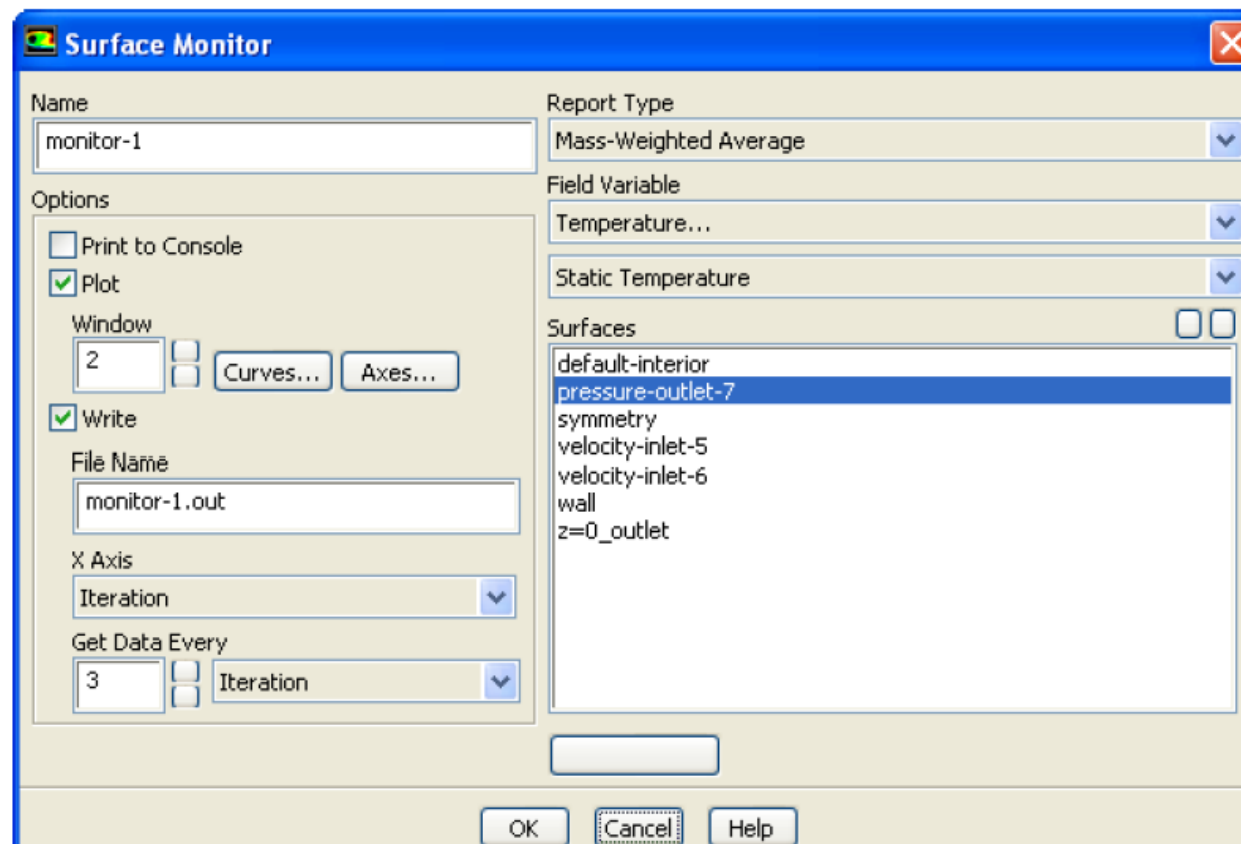 Surface Monitor
Name
monitor-1
Options
Print to Console
Plot
Window
2
Curves...
Axes...
Write
File Name
monitor-1.out
X Axis
Iteration
Get Data Every
3
Iteration
Report Type
Mass-Weighted Average
Field Variable
Temperature...
Static Temperature
Surfaces
default-interior
pressure-outlet-7
symmetry
velocity-inlet-5
velocity-inlet-6
wall
z=0_outlet
OK
Cancel
Help